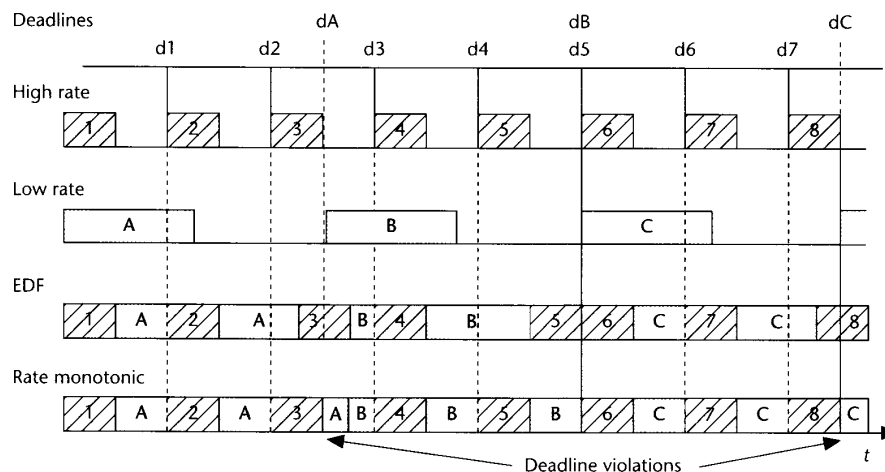 Deadlines
dA dB dC
d1 d2 d3 d4 d5 d6 d7
High rate
1 2 3 4 5 6 7 8
Low rate
A B C
EDF
1 A 2 A 3 B 4 B 5 6 C 7 C 8
Rate monotonic
1 A 2 A 3 A B 4 B 5 B 6 C 7 C 8 C
t
Deadline violations